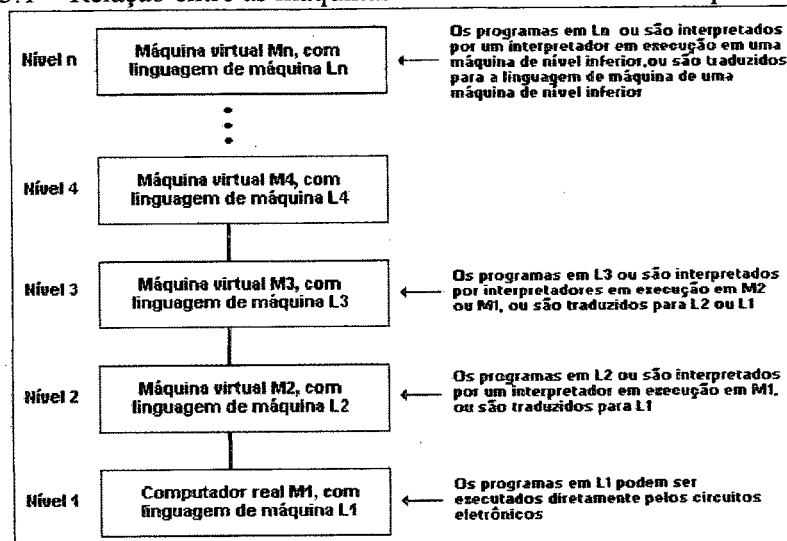 Nível n
Máquina virtual Mn, com
linguagem de máquina Ln
Os programas em Ln ou são interpretados
por um interpretador em execução em uma
máquina de nível inferior,ou são traduzidos
para a linguagem de máquina de uma
máquina de nível inferior
Nível 4
Máquina virtual M4, com
linguagem de máquina L4
Nível 3
Máquina virtual M3, com
linguagem de máquina L3
Os programas em L3 ou são interpretados
por interpretadores em execução em M2
ou M1, ou são traduzidos para L2 ou L1
Nível 2
Máquina virtual M2, com
linguagem de máquina L2
Os programas em L2 ou são interpretados
por um interpretador em execução em M1,
ou são traduzidos para L1
Nível 1
Computador real M1, com
linguagem de máquina L1
Os programas em L1 podem ser
executados diretamente pelos circuitos
eletrônicos